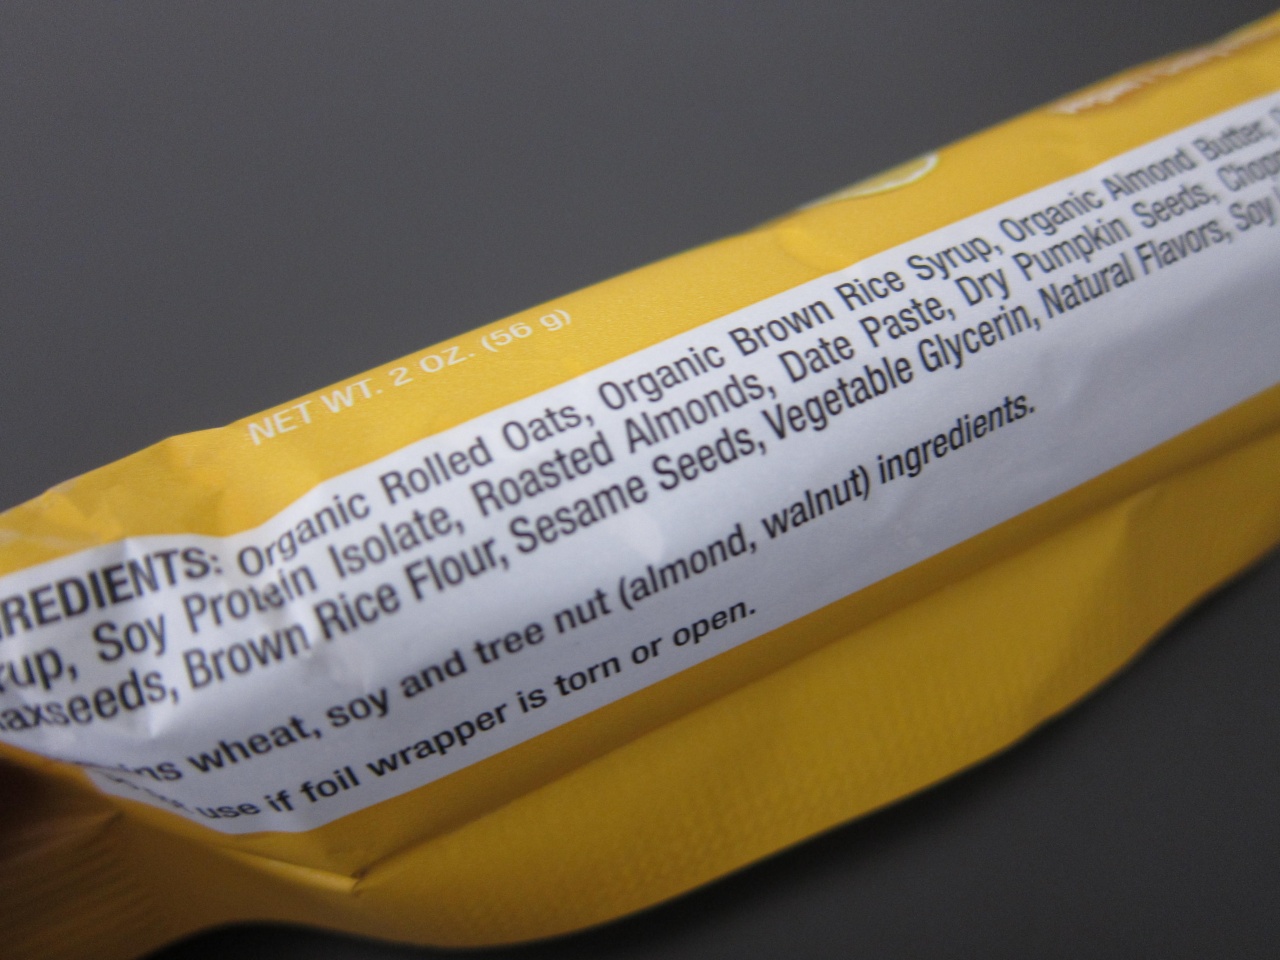 NET WT. 2 OZ. (56 g)
REDIENTS: Organic Rolled Oats, Organic Brown Rice Syrup, Organic Almond Butter,
rup, Soy Protein Isolate, Roasted Almonds, Date Paste, Dry Pumpkin Seeds, Chop
axseeds, Brown Rice Flour, Sesame Seeds, Vegetable Glycerin, Natural Flavors, Soy
ns wheat, soy and tree nut (almond, walnut) ingredients.
use if foil wrapper is torn or open.